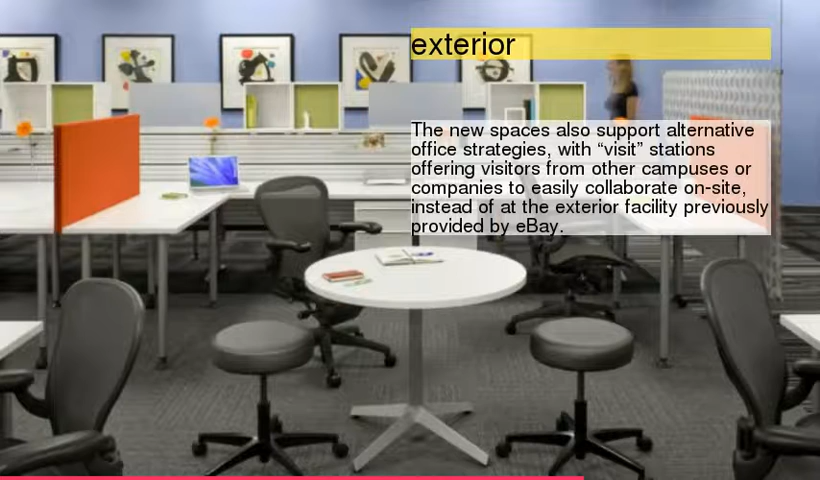 exterior
The new spaces also support alternative
office strategies, with “visit” stations
offering visitors from other campuses or
companies to easily collaborate on-site,
instead of at the exterior facility previously
provided by eBay.